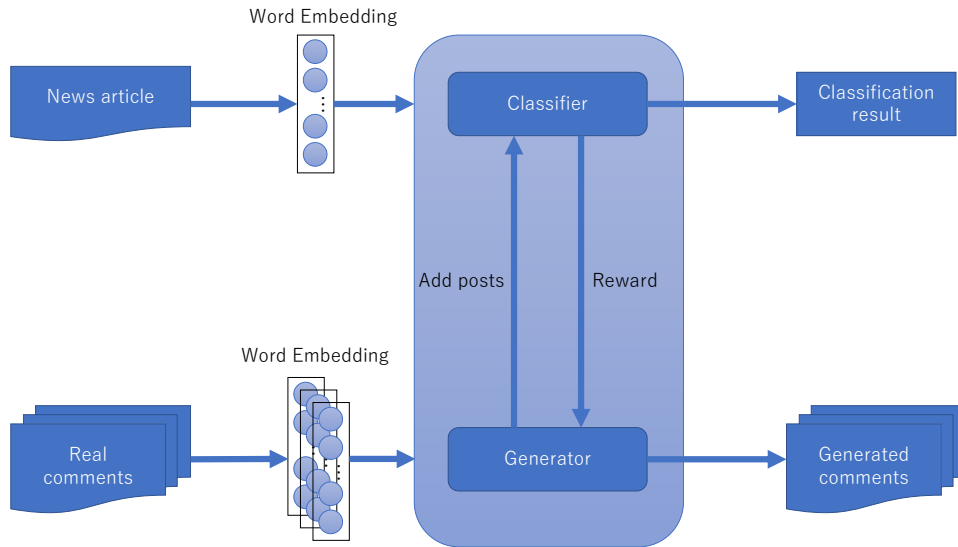 Word Embedding
News article
Classifier
Classification
result
Add posts
Reward
Word Embedding
Real
comments
Generator
Generated
comments